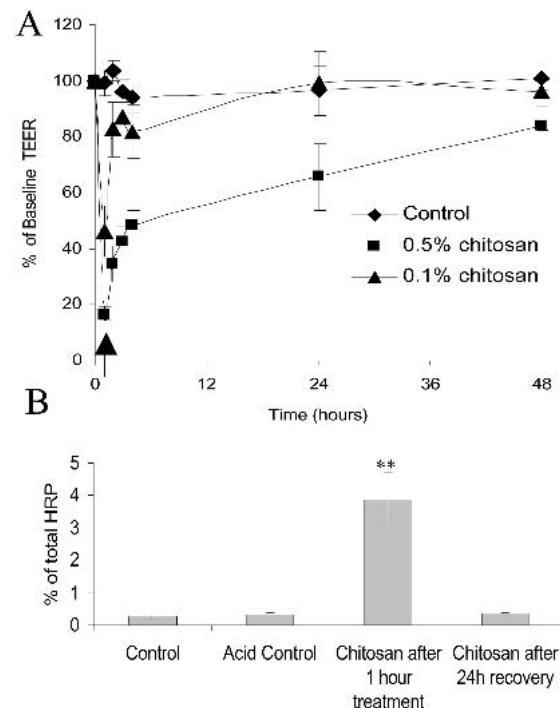 A
% of Baseline TEER
120
100
80
60
40
20
0
Control
0.5% chitosan
0.1% chitosan
0 12 24 36 48
Time (hours)
B
% of total HRP
5
4
3
2
1
0
**
Control Acid Control Chitosan after 1 hour treatment Chitosan after 24h recovery